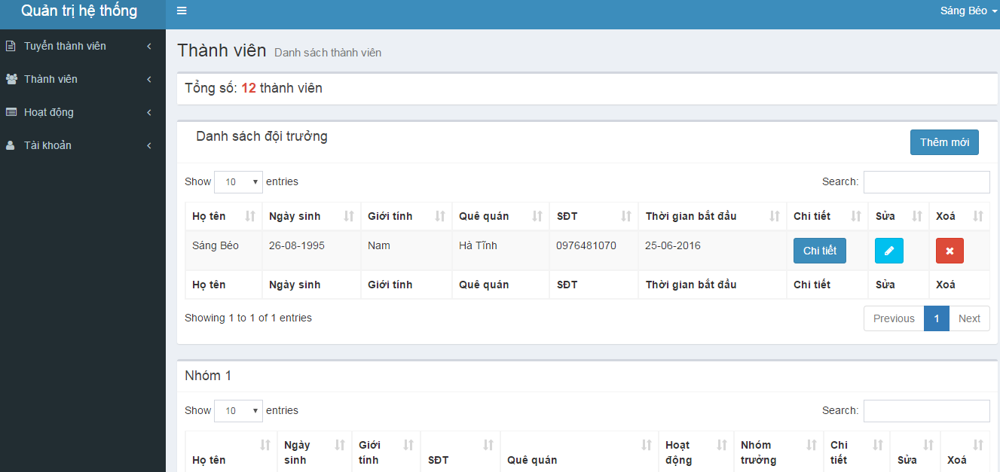 Quản trị hệ thống
Sáng Béo
Tuyển thành viên
Thành viên
Hoạt động
Tài khoản
Thành viên Danh sách thành viên
Tổng số: 12 thành viên
Danh sách đội trưởng
Thêm mới
Show 10 entries
Search:
Họ tên Ngày sinh Giới tính Quê quán SĐT Thời gian bắt đầu Chi tiết Sửa Xoá
Sáng Béo 26-08-1995 Nam Hà Tĩnh 0976481070 25-06-2016 Chi tiết
Họ tên Ngày sinh Giới tính Quê quán SĐT Thời gian bắt đầu Chi tiết Sửa Xoá
Showing 1 to 1 of 1 entries
Previous 1 Next
Nhóm 1
Show 10 entries
Search:
Họ tên Ngày sinh Giới tính SĐT Quê quán Hoạt động Nhóm trưởng Chi tiết Sửa Xoá